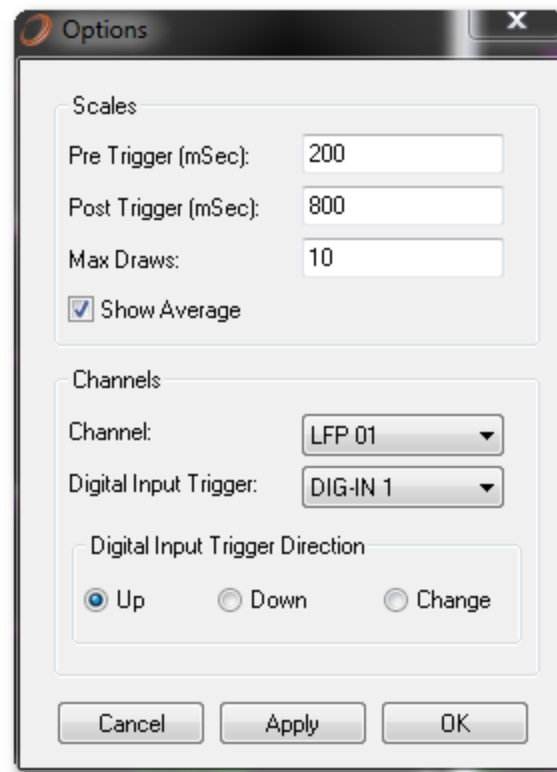 Options
Scales
Pre Trigger (mSec): 200
Post Trigger (mSec): 800
Max Draws: 10
Show Average
Channels
Channel: LFP 01
Digital Input Trigger: DIG-IN 1
Digital Input Trigger Direction
Up Down Change
Cancel Apply OK